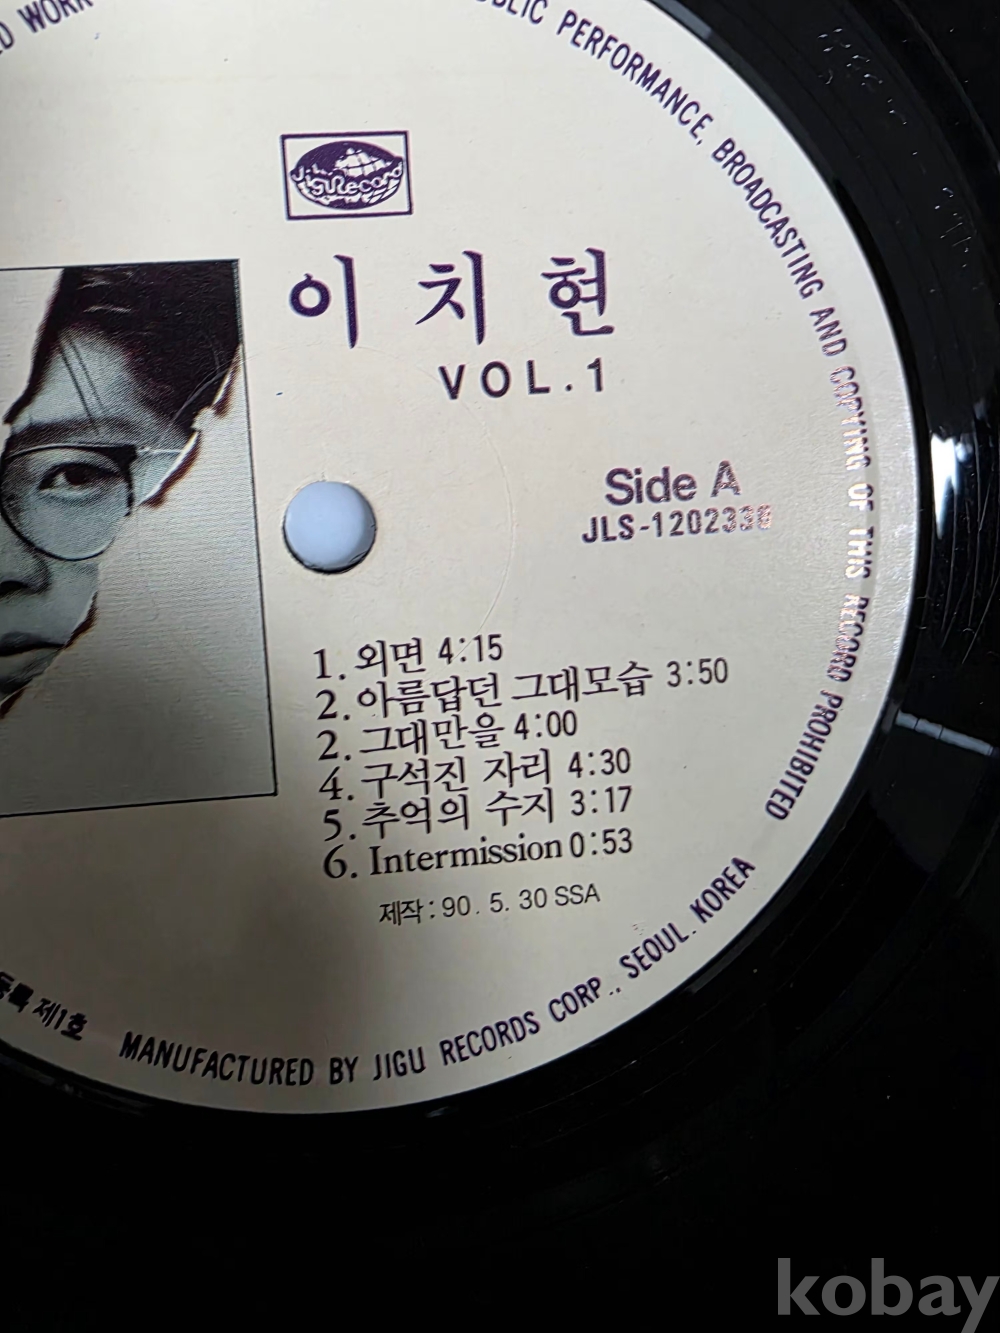 WORK
PUBLIC PERFORMANCE, BROADCASTING AND COPYING OF THIS RECORD PROHIBITED
JiguRecord
이치현
VOL.1
Side A
JLS-1202338
1. 외면 4:15
2. 아름답던 그대모습 3:50
2. 그대만을 4:00
4. 구석진 자리 4:30
5. 추억의 수지 3:17
6. Intermission 0:53
제작: 90. 5. 30 SSA
등록 제1호 MANUFACTURED BY JIGU RECORDS CORP., SEOUL. KOREA
kobay